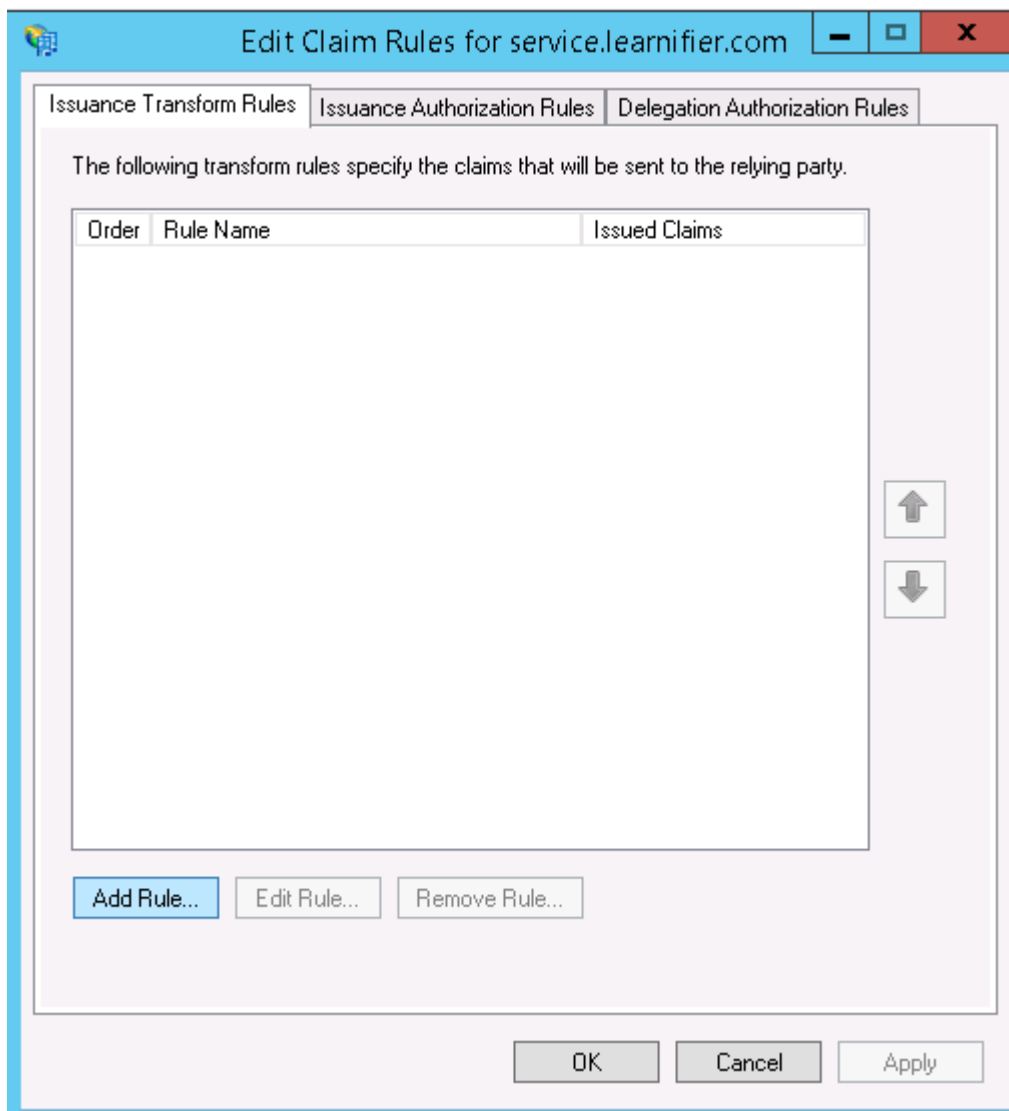 Edit Claim Rules for service.learnifier.com
Issuance Transform Rules Issuance Authorization Rules Delegation Authorization Rules
The following transform rules specify the claims that will be sent to the relying party.
Order Rule Name Issued Claims
Add Rule... Edit Rule... Remove Rule...
OK Cancel Apply